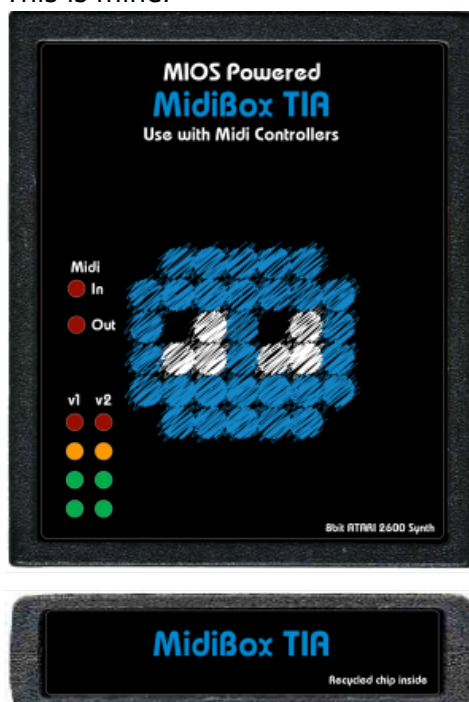 This is mine:
MIOS Powered
MidiBox TIA
Use with Midi Controllers
Midi
In
Out
v1 v2
8bit ATARI 2600 Synth
MidiBox TIA
Recycled chip inside